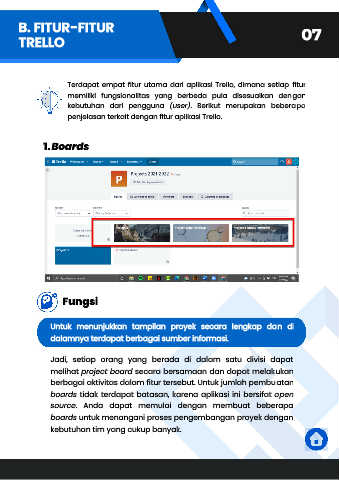 B. FITUR-FITUR
TRELLO
07
Terdapat empat fitur utama dari aplikasi Trello, dimana setiap fitur
memiliki fungsionalitas yang berbeda pula disesuaikan dengan
kebutuhan dari pengguna (user). Berikut merupakan beberapa
penjelasan terkait dengan fitur aplikasi Trello.
1. Boards
Trello
P
Projects 2021 2022
Fungsi
Untuk menunjukkan tampilan proyek secara lengkap dan di
dalamnya terdapat berbagai sumber informasi.
Jadi, setiap orang yang berada di dalam satu divisi dapat
melihat project board secara bersamaan dan dapat melakukan
berbagai aktivitas dalam fitur tersebut. Untuk jumlah pembuatan
boards tidak terdapat batasan, karena aplikasi ini bersifat open
source. Anda dapat memulai dengan membuat beberapa
boards untuk menangani proses pengembangan proyek dengan
kebutuhan tim yang cukup banyak.